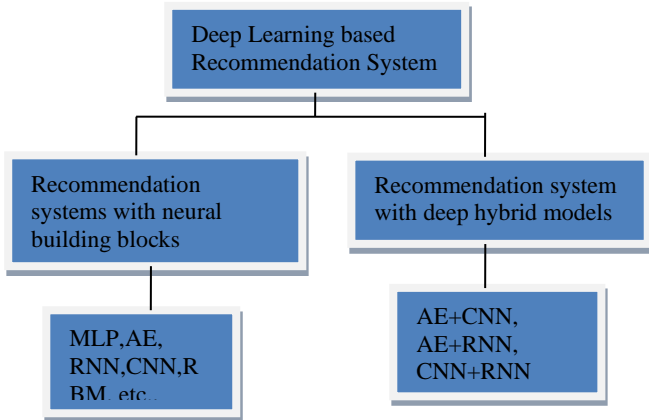 Deep Learning based
Recommendation System
Recommendation
systems with neural
building blocks
Recommendation system
with deep hybrid models
MLP,AE,
RNN,CNN,R
BM, etc..
AE+CNN,
AE+RNN,
CNN+RNN